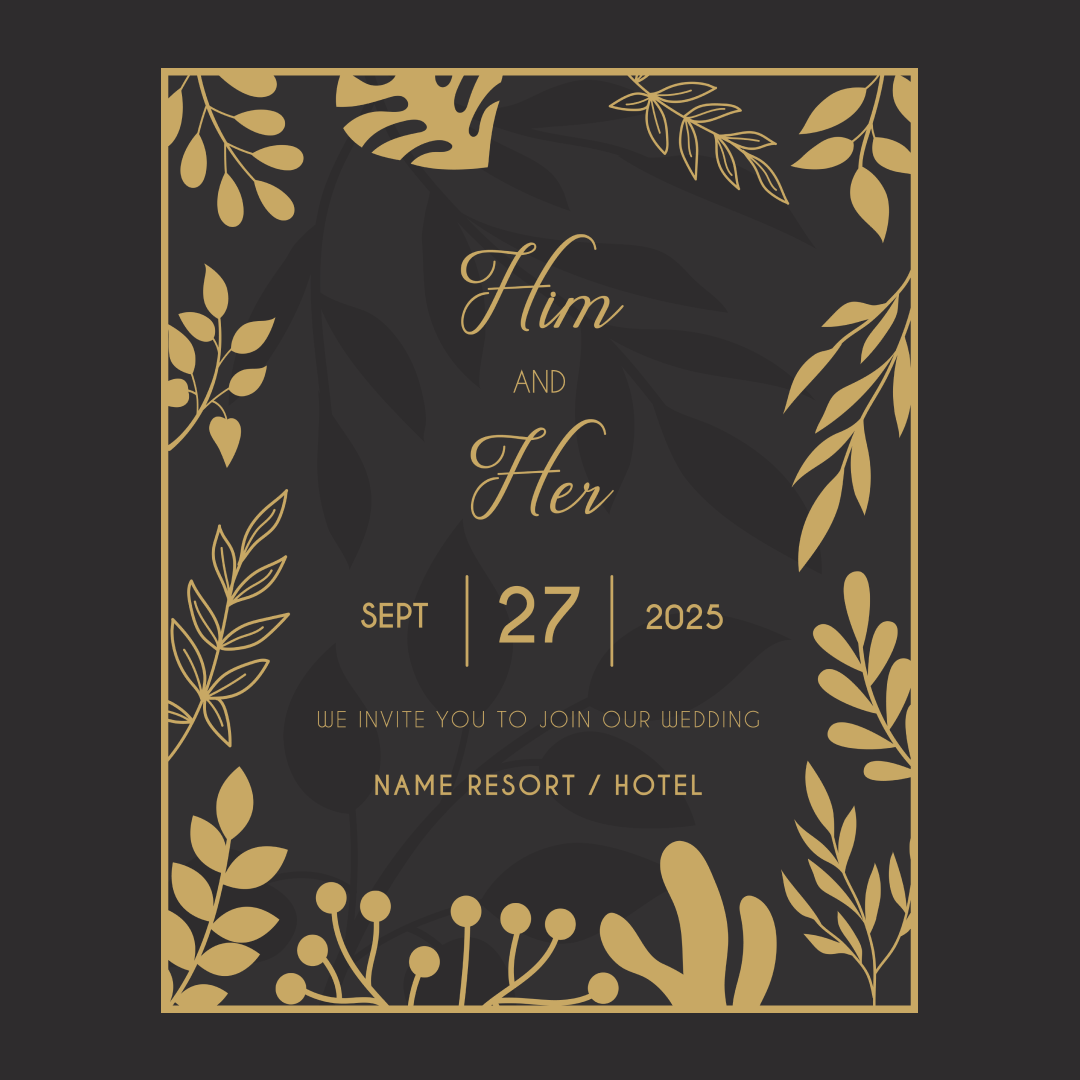 Him
AND
Her
SEPT | 27 | 2025
WE INVITE YOU TO JOIN OUR WEDDING
NAME RESORT / HOTEL